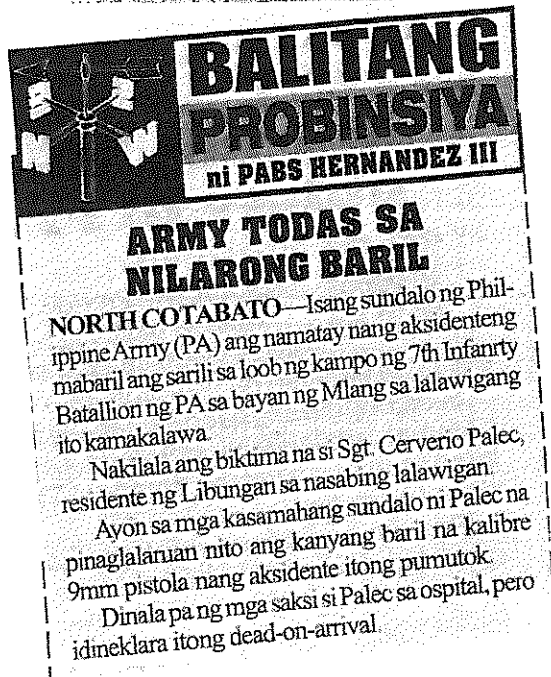 BALITANG
PROBINSIYA
ni PABS HERNANDEZ III
N
W
ARMY TODAS SA
NILARONG BARIL
NORTH COTABATO—Isang sundalo ng Phil-
ippine Army (PA) ang namatay nang aksidenteng
mabaril ang sarili sa loob ng kampo ng 7th Infanrty
Batallion ng PA sa bayan ng Mlang sa lalawigang
ito kamakalawa.
Nakilala ang biktima na si Sgt. Cerverio Palec,
residente ng Libungan sa nasabing lalawigan.
Ayon sa mga kasamahang sundalo ni Palec na
pinaglalaruan nito ang kanyang baril na kalibre
9mm pistola nang aksidente itong pumutok.
Dinala pa ng mga saksi si Palec sa ospital, pero
idineklara itong dead-on-arrival.